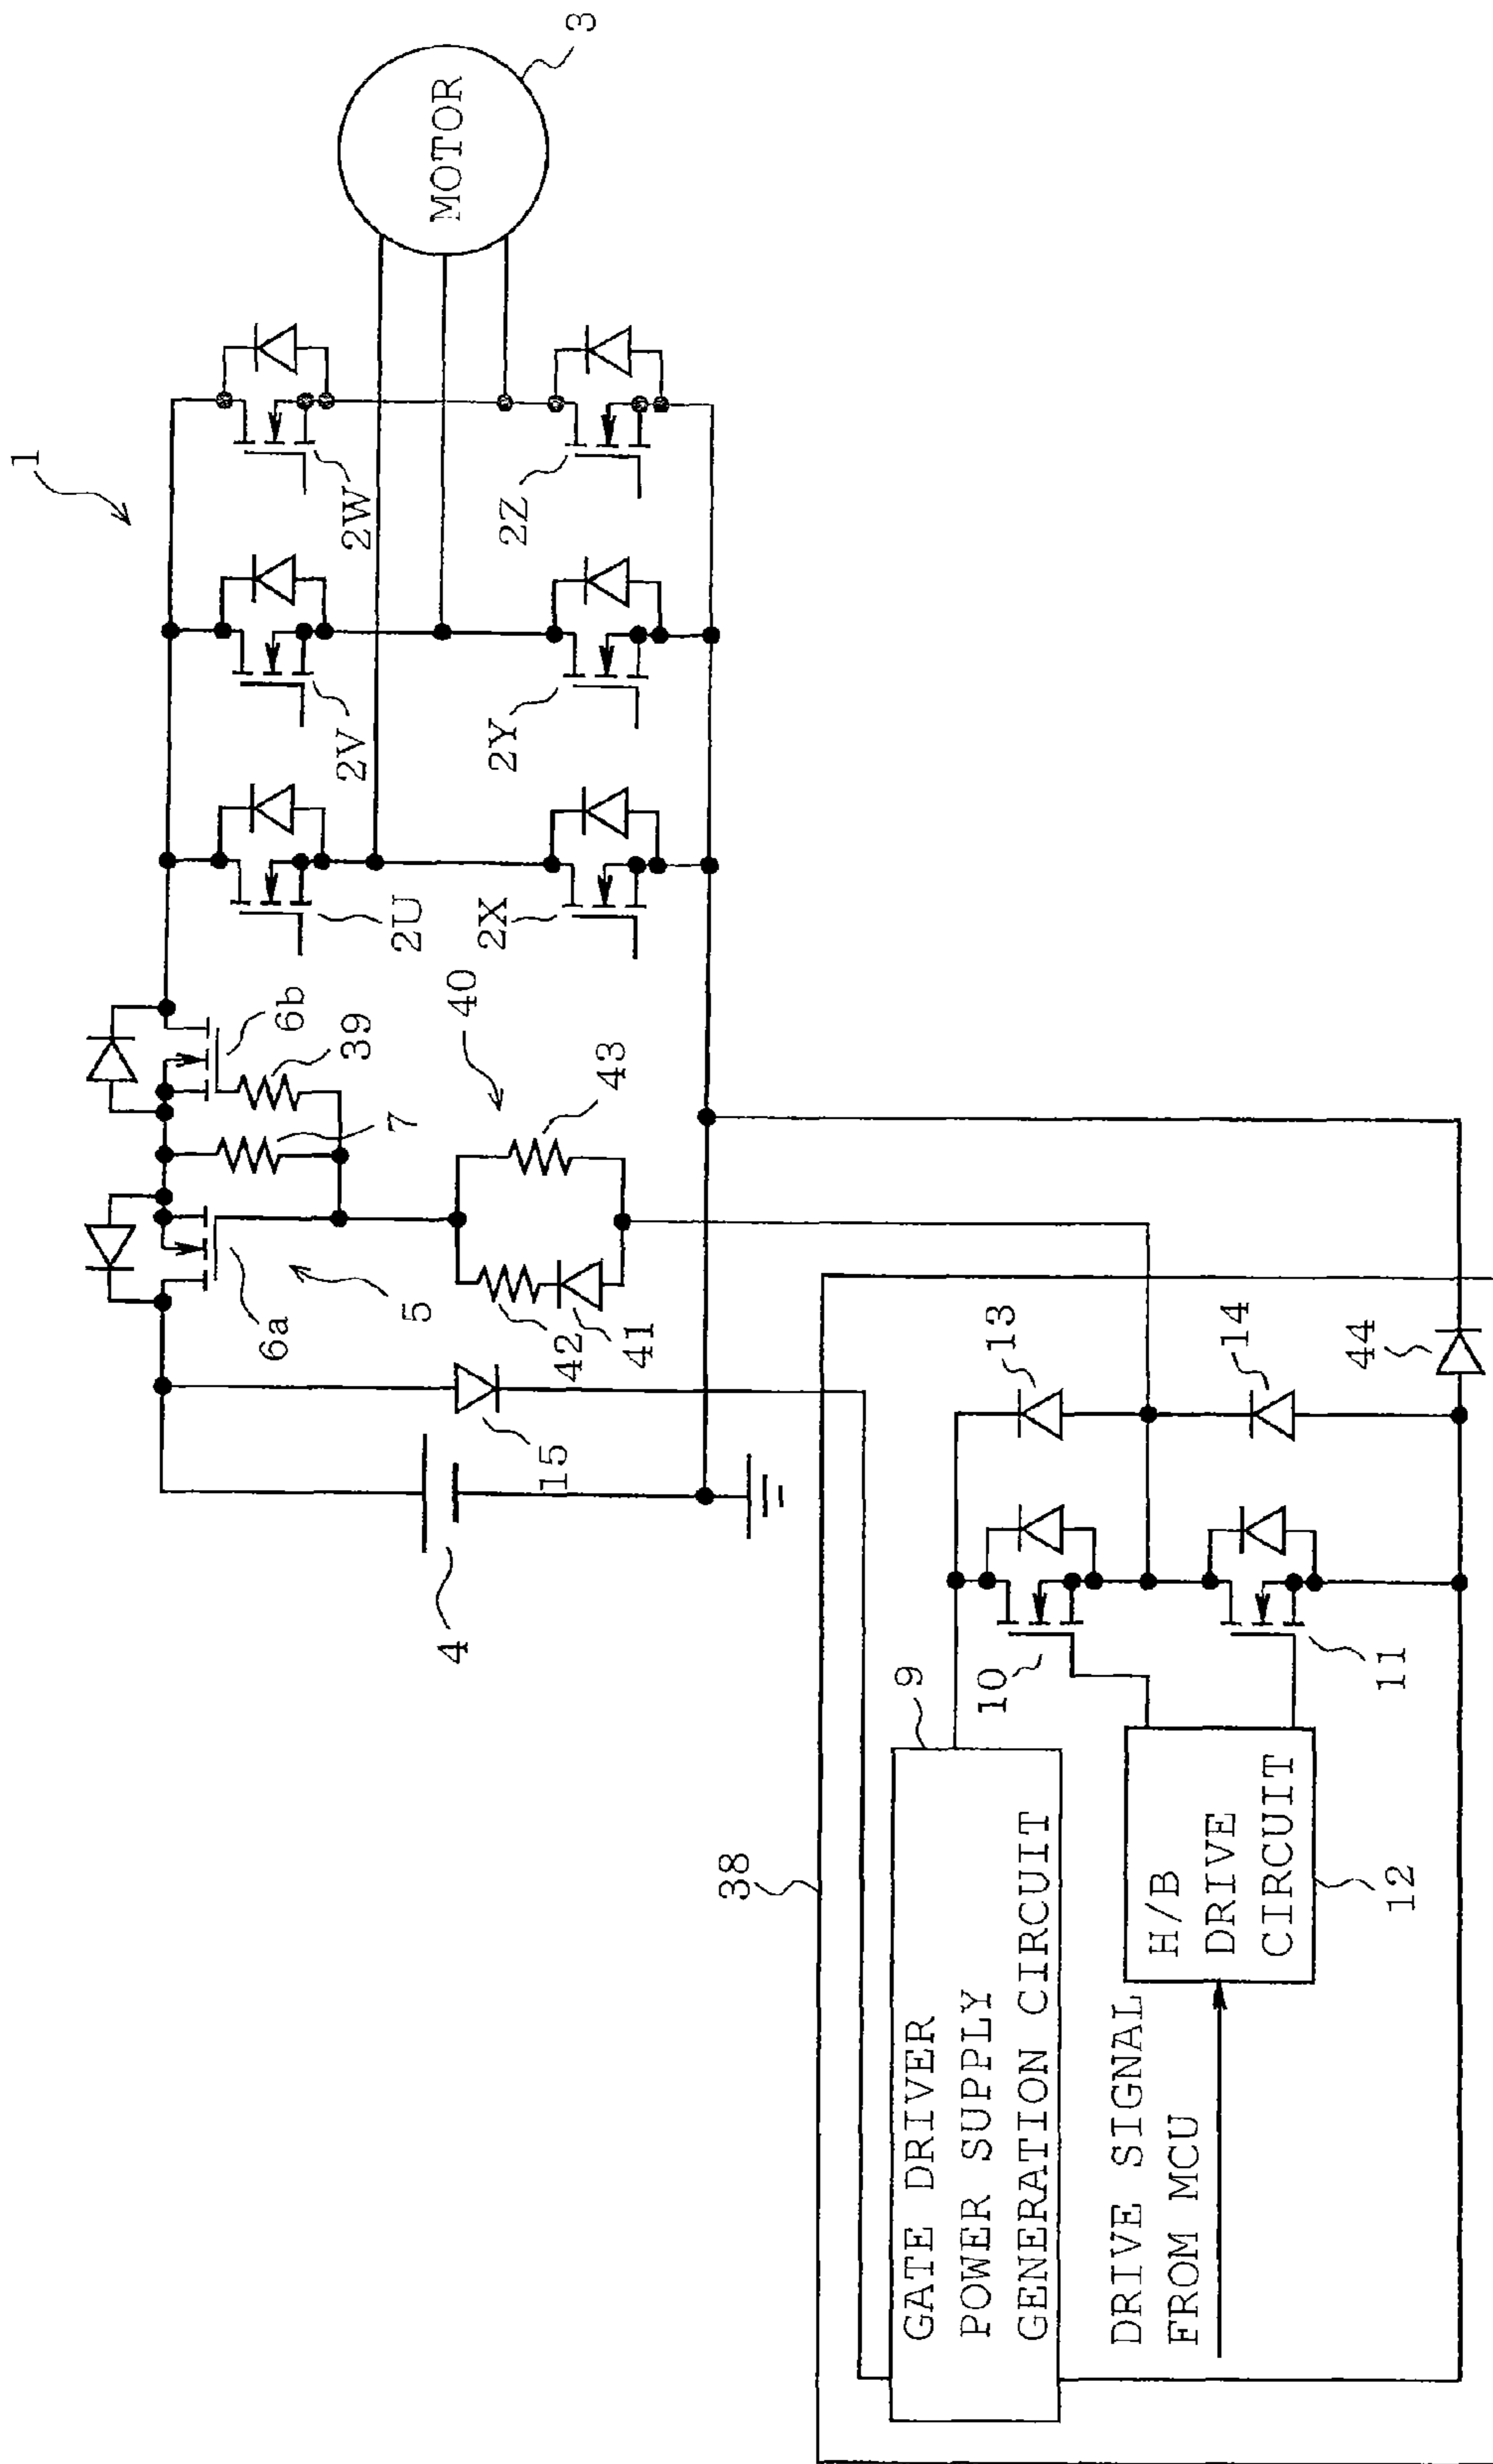 1
MOTOR
3
2U
2V
2W
2X
2Y
2Z
6a
6b
7
39
5
40
43
42
41
15
4
38
GATE DRIVER
POWER SUPPLY
GENERATION CIRCUIT
9
10
13
14
11
44
H/B
DRIVE
CIRCUIT
12
DRIVE SIGNAL
FROM MCU